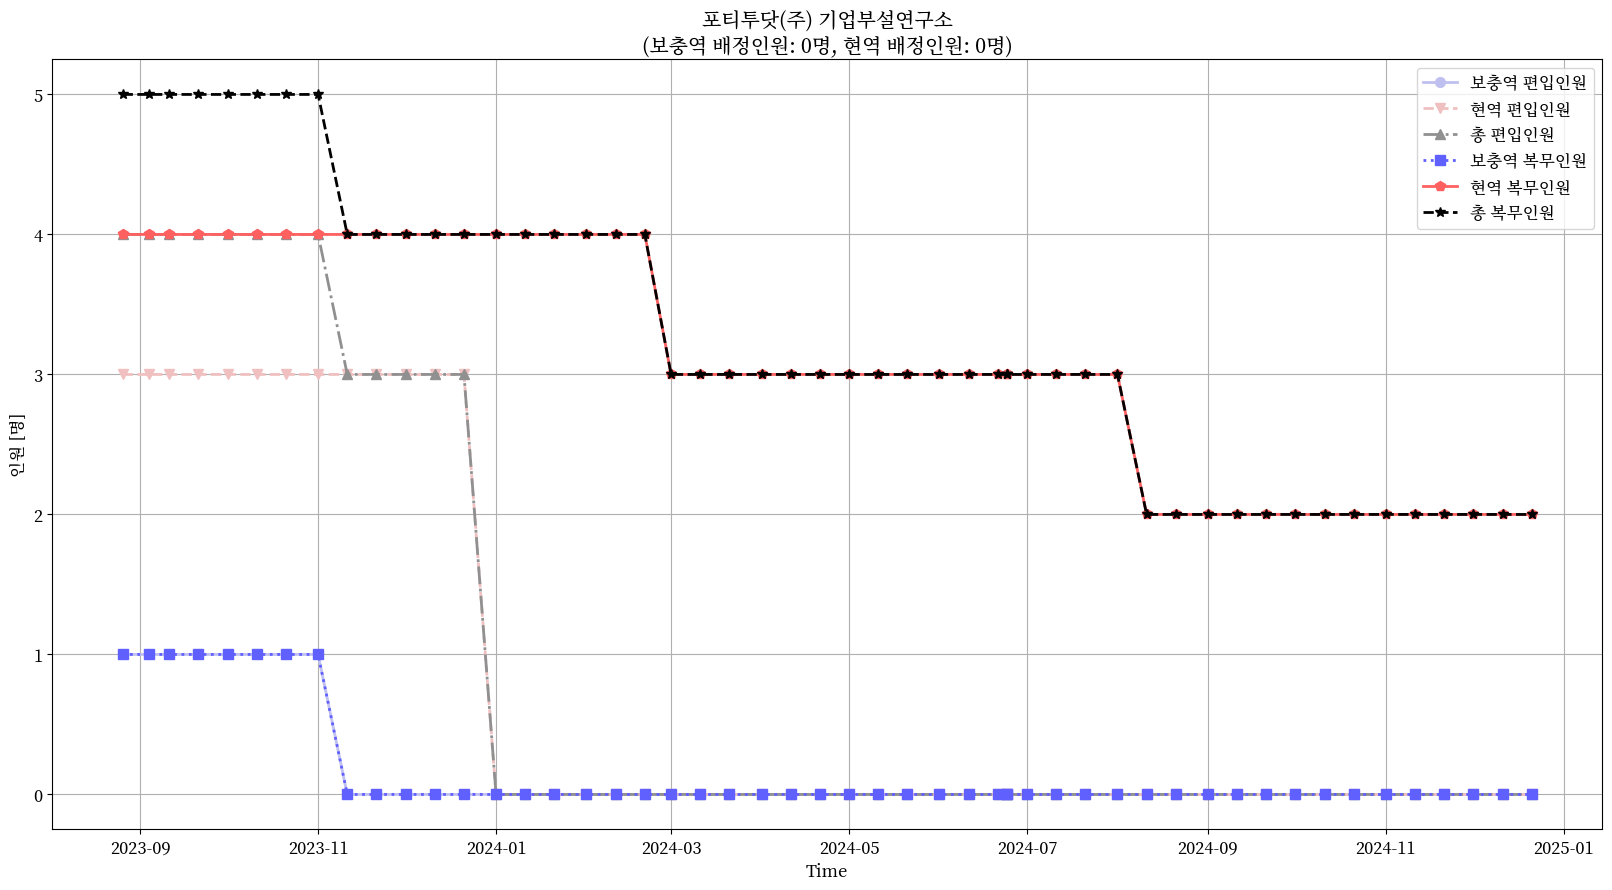 포티투닷(주) 기업부설연구소
(보충역 배정인원: 0명, 현역 배정인원: 0명)
보충역 편입인원
현역 편입인원
총 편입인원
보충역 복무인원
현역 복무인원
총 복무인원
인원 [명]
5
4
3
2
1
0
2023-09
2023-11
2024-01
2024-03
2024-05
2024-07
2024-09
2024-11
2025-01
Time